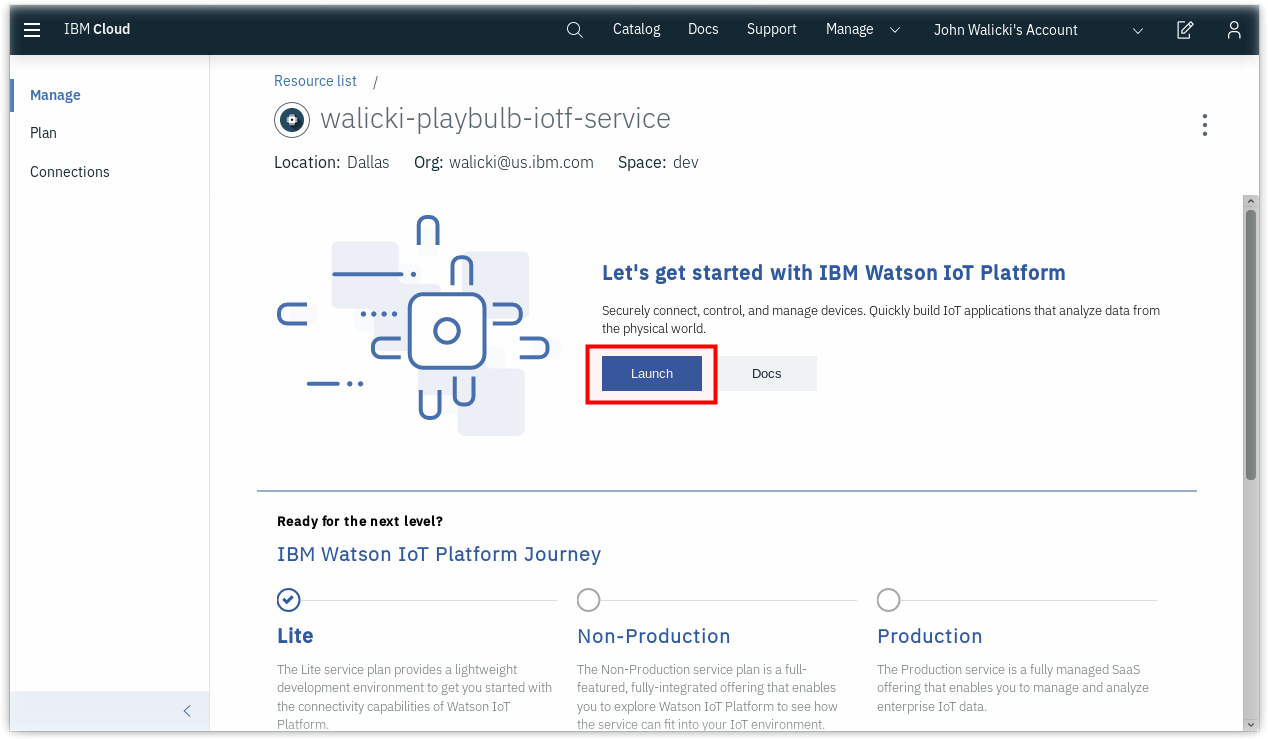 IBM Cloud
Catalog Docs Support Manage John Walicki's Account
Manage
Plan
Connections
Resource list /
walicki-playbulb-iotf-service
Location: Dallas Org: walicki@us.ibm.com Space: dev
Let's get started with IBM Watson IoT Platform
Securely connect, control, and manage devices. Quickly build IoT applications that analyze data from
the physical world.
Launch Docs
Ready for the next level?
IBM Watson IoT Platform Journey
Lite
The Lite service plan provides a lightweight
development environment to get you started with
the connectivity capabilities of Watson IoT
Platform.
Non-Production
The Non-Production service plan is a full-
featured, fully-integrated offering that enables
you to explore Watson IoT Platform to see how
the service can fit into your IoT environment.
Production
The Production service is a fully managed SaaS
offering that enables you to manage and analyze
enterprise IoT data.